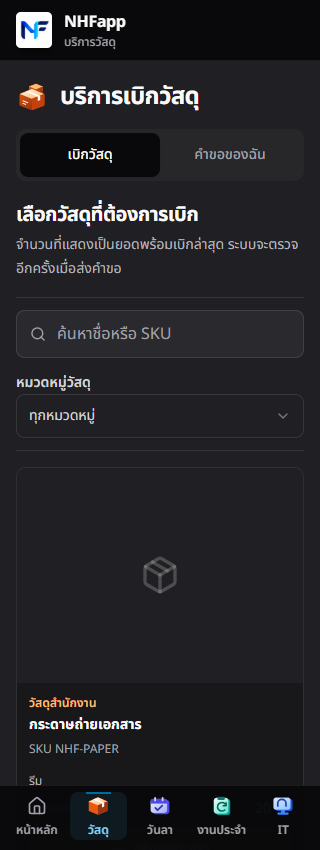 NHFapp
บริการวัสดุ
บริการเบิกวัสดุ
เบิกวัสดุ
คำขอของฉัน
เลือกวัสดุที่ต้องการเบิก
จำนวนที่แสดงเป็นยอดพร้อมเบิกล่าสุด ระบบจะตรวจ
อีกครั้งเมื่อส่งคำขอ
ค้นหาชื่อหรือ SKU
หมวดหมู่วัสดุ
ทุกหมวดหมู่
วัสดุสำนักงาน
กระดาษถ่ายเอกสาร
SKU NHF-PAPER
รีม
หน้าหลัก
วัสดุ
วันลา
งานประจำ
IT